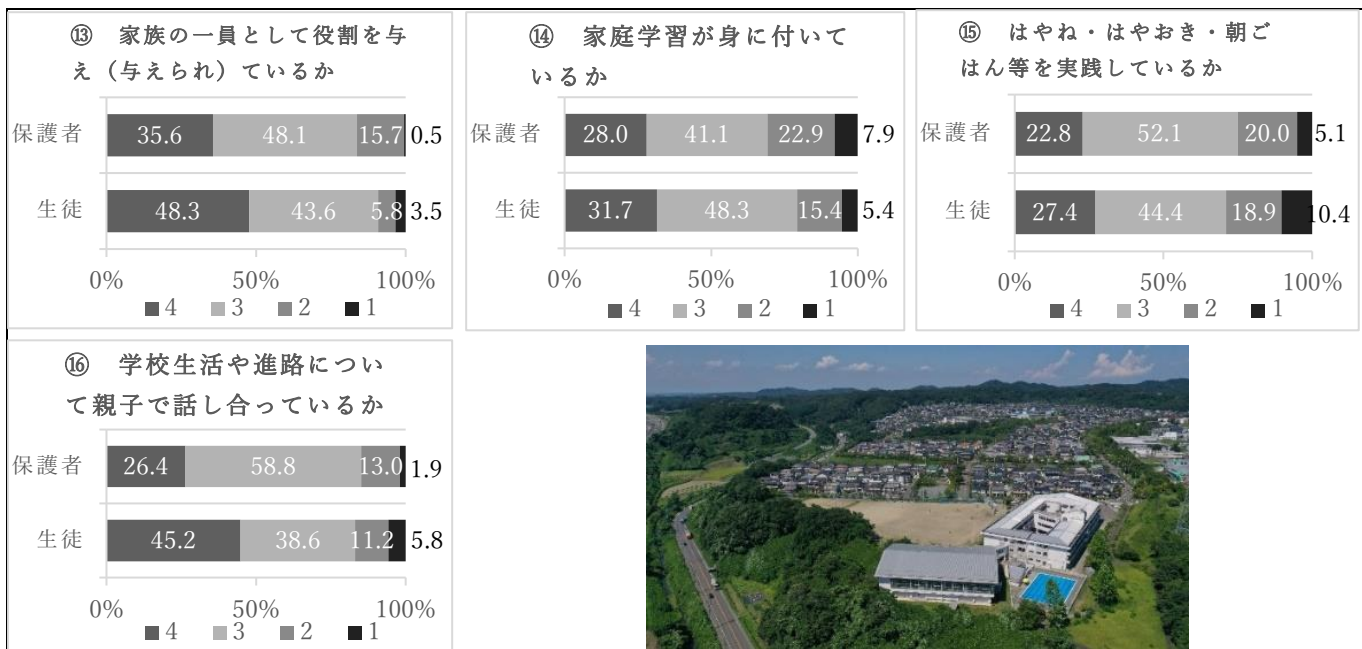 ⑬　家族の一員として役割を与
え（与えられ）ているか
保護者 35.6 48.1 15.7 0.5
生徒 48.3 43.6 5.8 3.5
0% 50% 100%
■4 ■3 ■2 ■1
⑭　家庭学習が身に付いて
いるか
保護者 28.0 41.1 22.9 7.9
生徒 31.7 48.3 15.4 5.4
0% 50% 100%
■4 ■3 ■2 ■1
⑮　はやね・はやおき・朝ご
はん等を実践しているか
保護者 22.8 52.1 20.0 5.1
生徒 27.4 44.4 18.9 10.4
0% 50% 100%
■4 ■3 ■2 ■1
⑯　学校生活や進路につい
て親子で話し合っているか
保護者 26.4 58.8 13.0 1.9
生徒 45.2 38.6 11.2 5.8
0% 50% 100%
■4 ■3 ■2 ■1